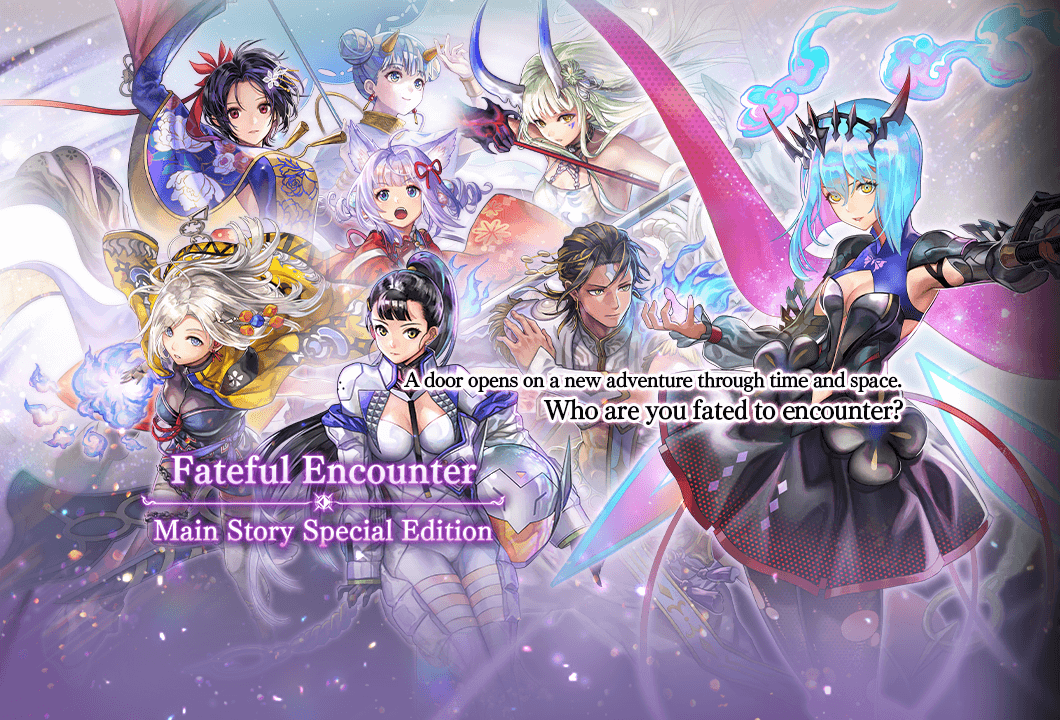 A door opens on a new adventure through time and space.
Who are you fated to encounter?
Fateful Encounter
Main Story Special Edition